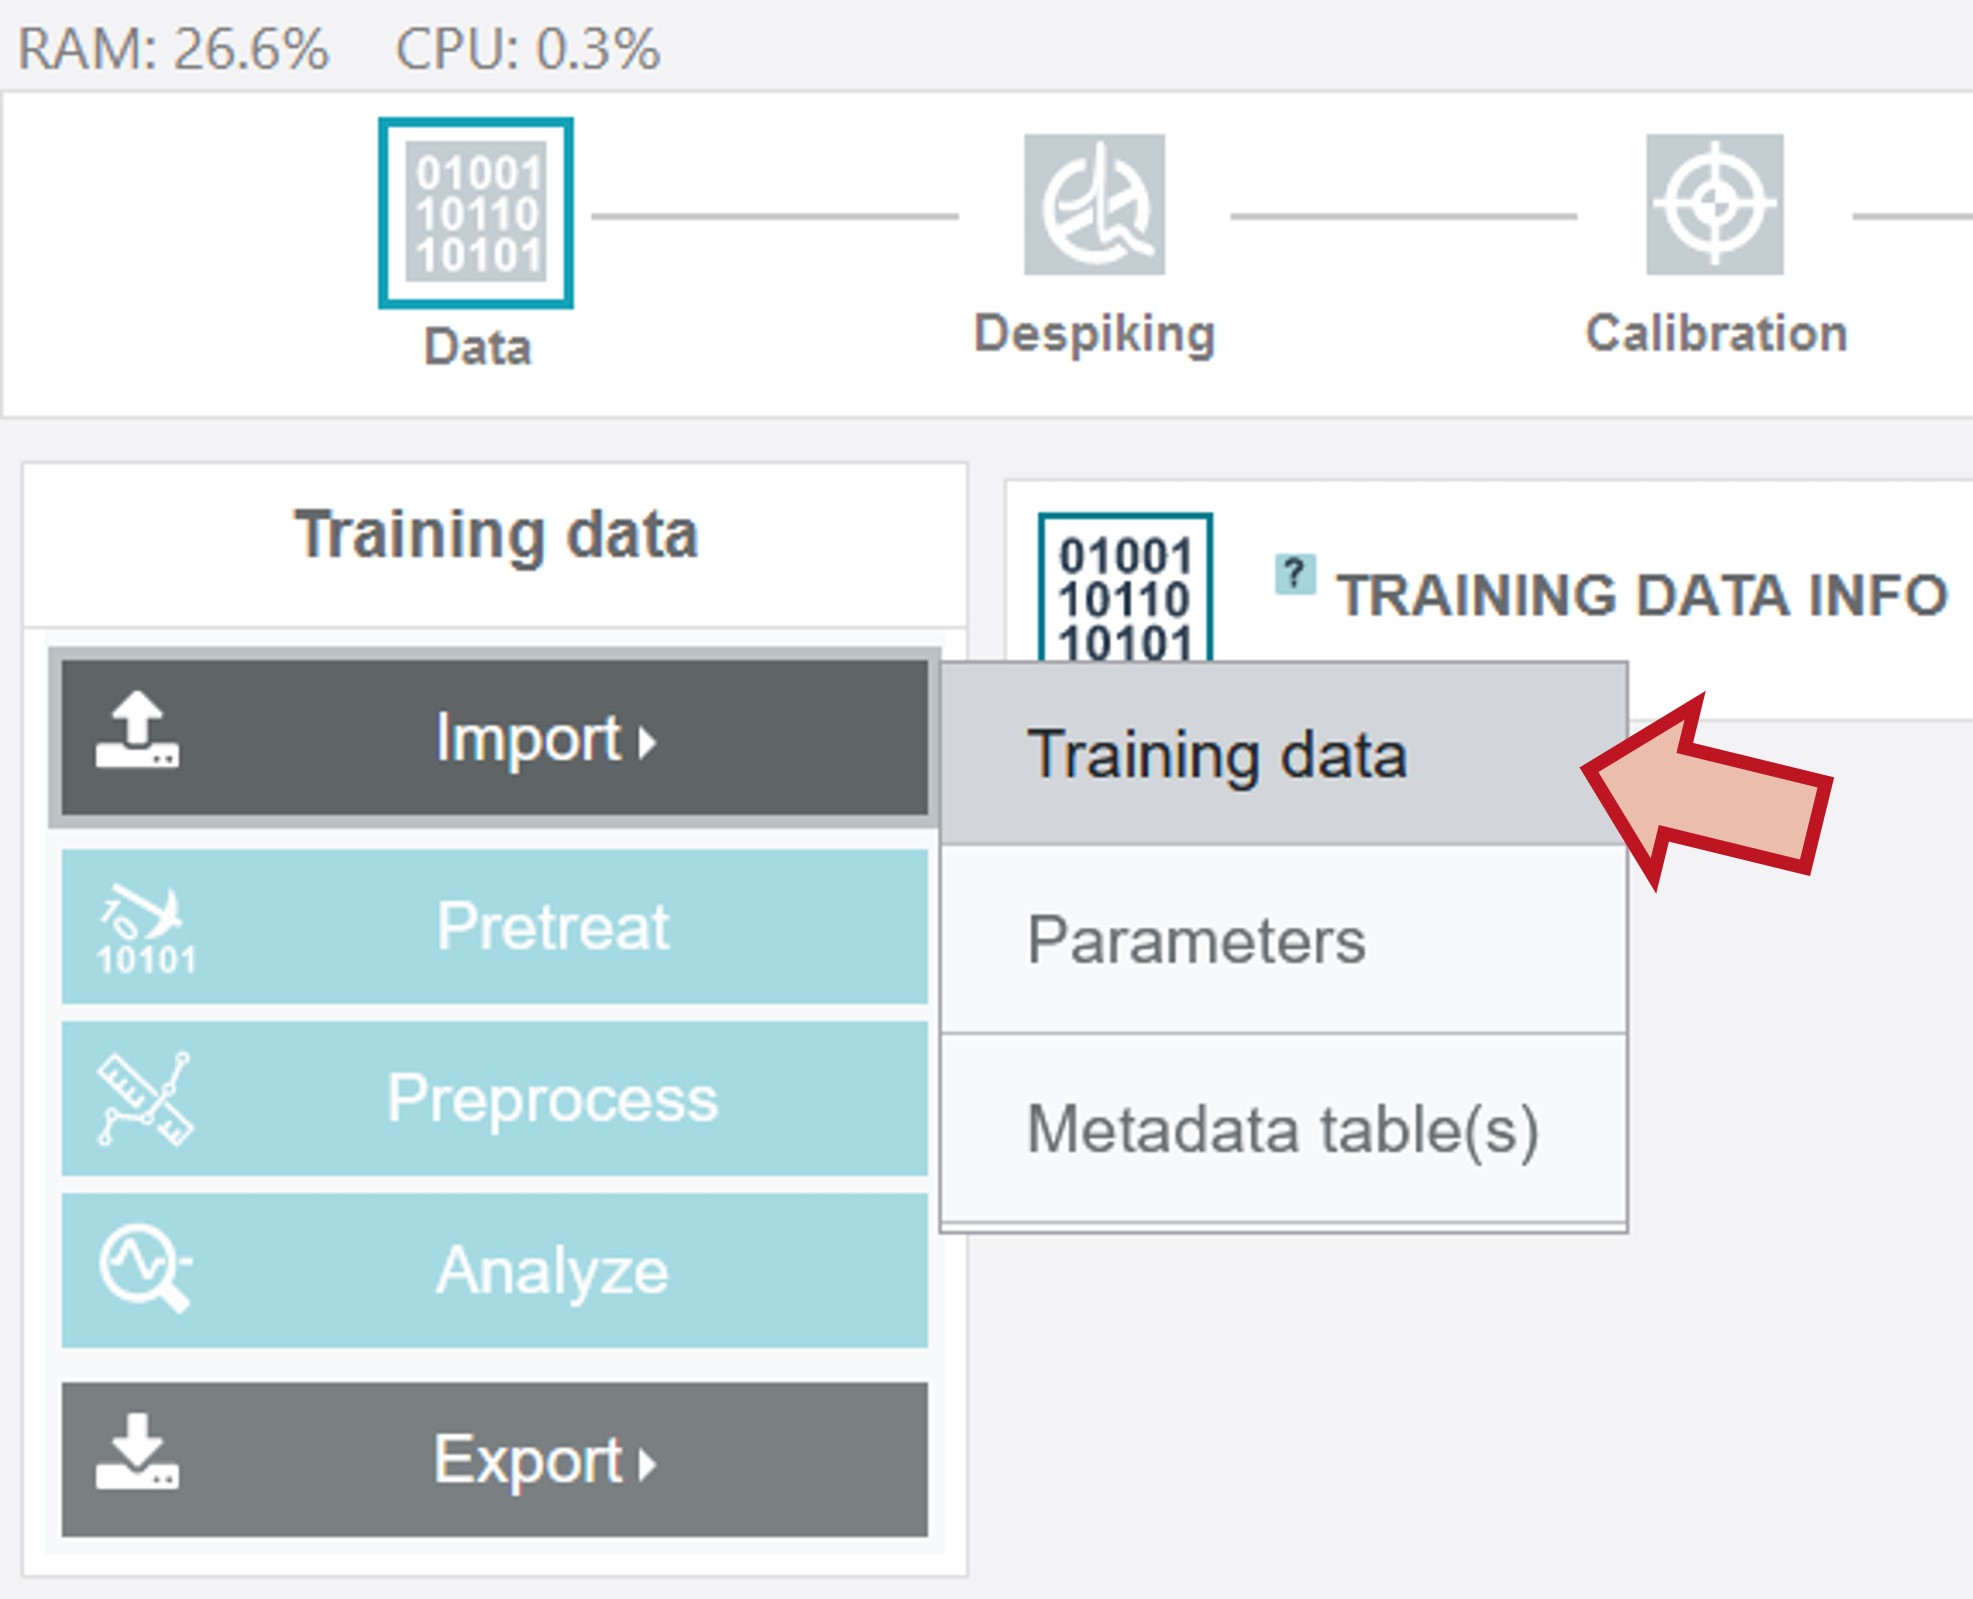 RAM: 26.6% CPU: 0.3%
01001
10110
10101
Data
Despiking
Calibration
Training data
01001
10110
10101
? TRAINING DATA INFO
Import
Training data
Pretreat
10
10101
Parameters
Preprocess
Metadata table(s)
Analyze
Export